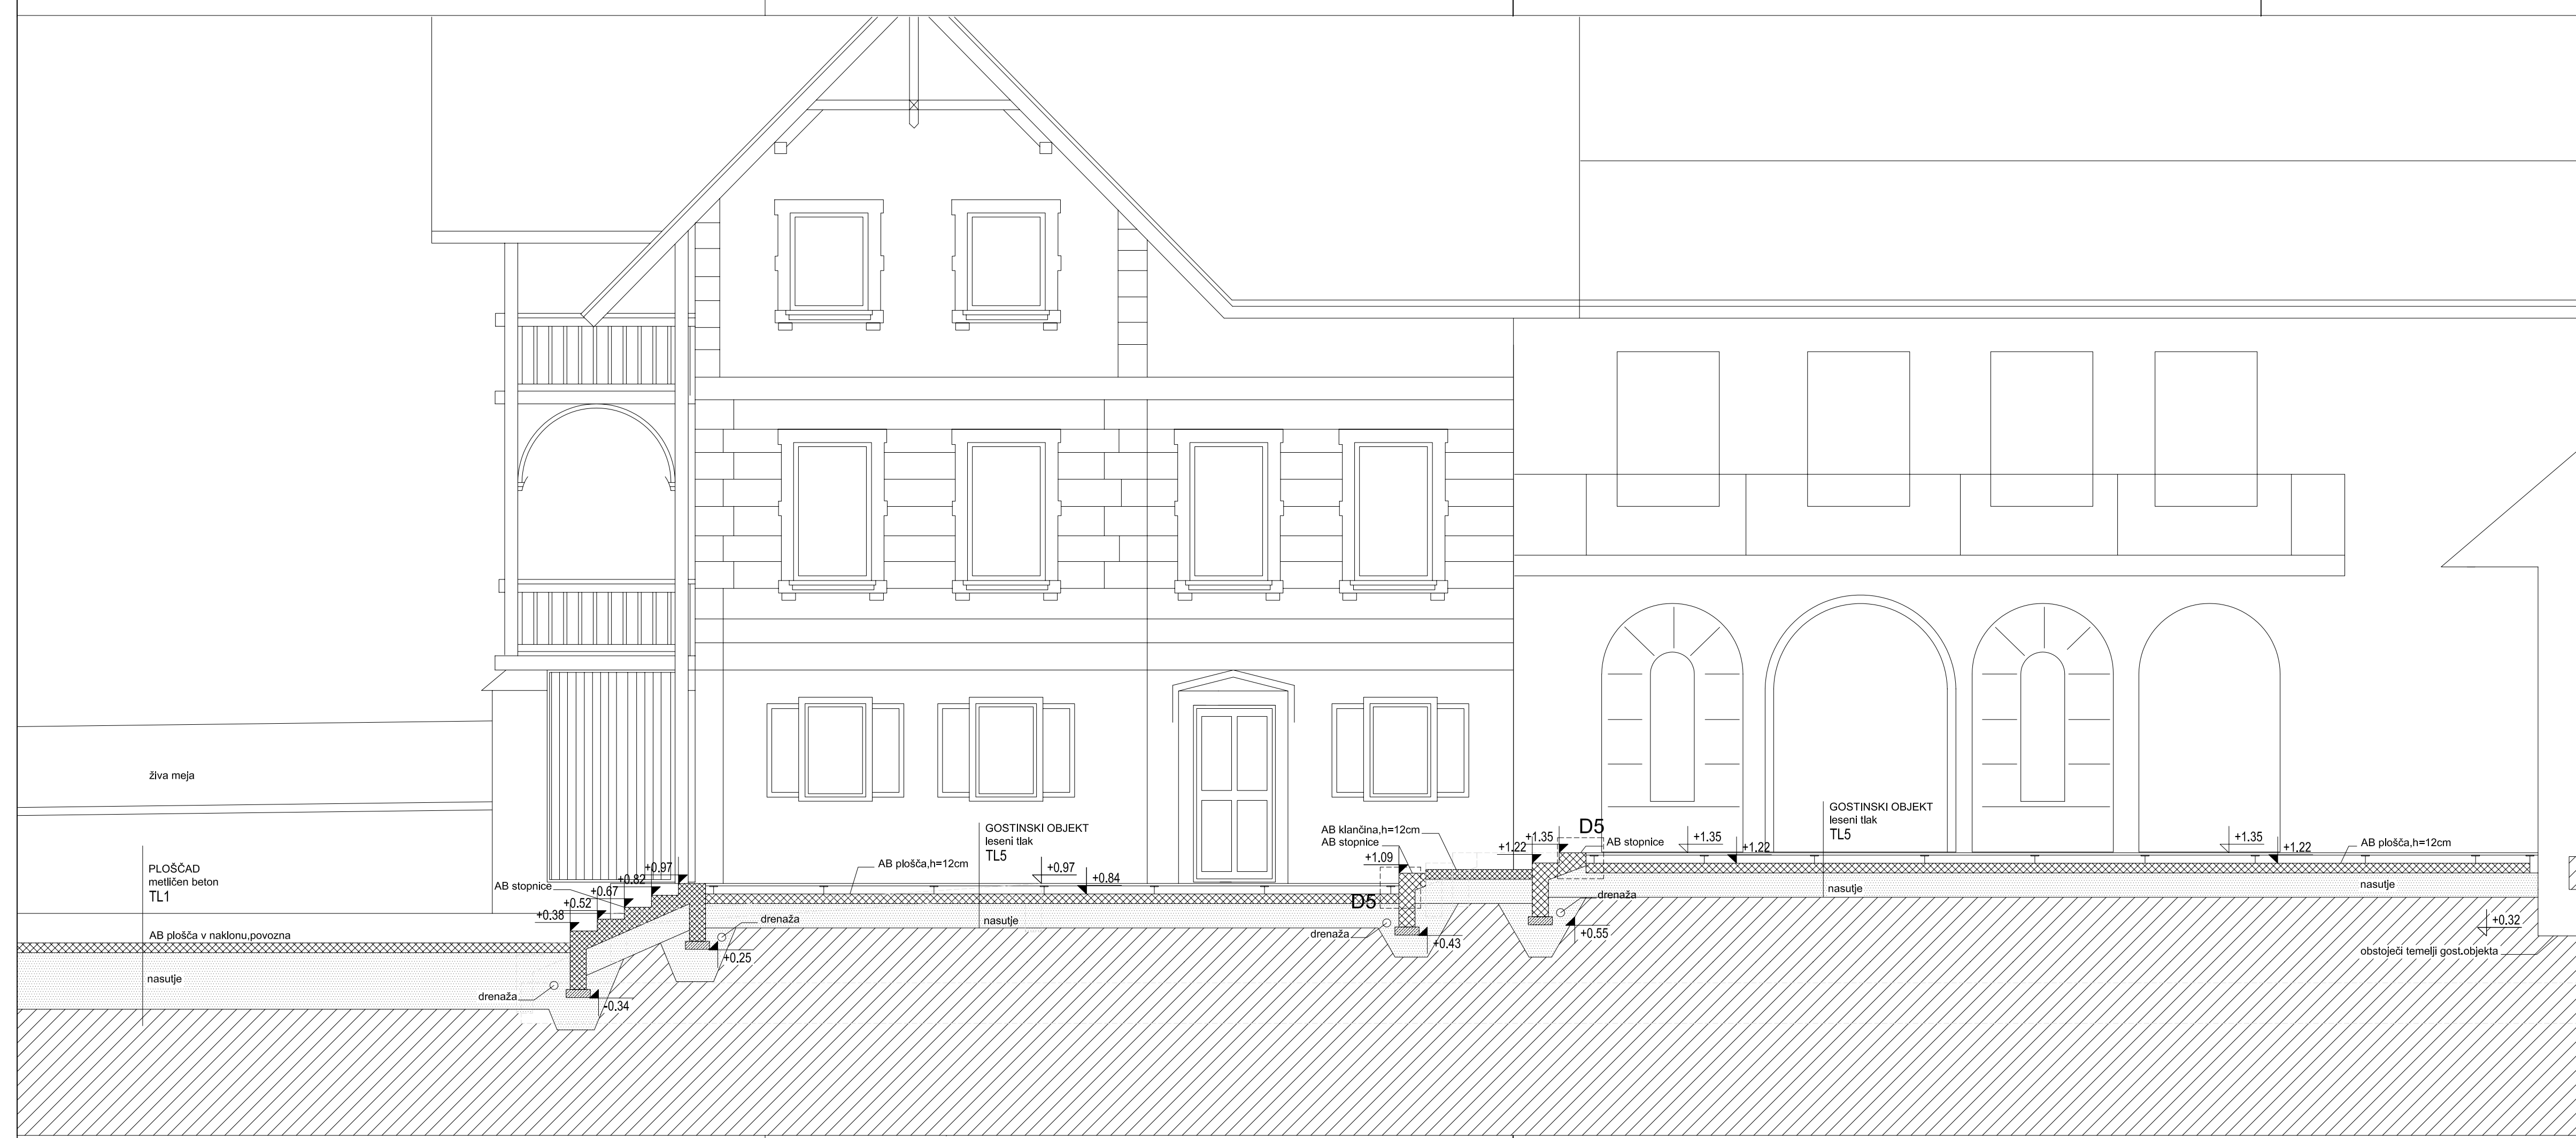 živa meja
PLOŠČAD
metličen beton
TL1
AB plošča v naklonu,povozna
nasutje
AB stopnice
+0.38
+0.52
+0.67
+0.82
+0.97
drenaža
-0.34
+0.25
drenaža
AB plošča,h=12cm
GOSTINSKI OBJEKT
leseni tlak
TL5
nasutje
+0.97
+0.84
AB klančina,h=12cm
AB stopnice
+1.09
D5
drenaža
+0.43
+1.22
+1.35
D5
AB stopnice
drenaža
+0.55
+1.35
+1.22
GOSTINSKI OBJEKT
leseni tlak
TL5
nasutje
+1.35
+1.22
AB plošča,h=12cm
nasutje
+0.32
obstoječi temelji gost.objekta